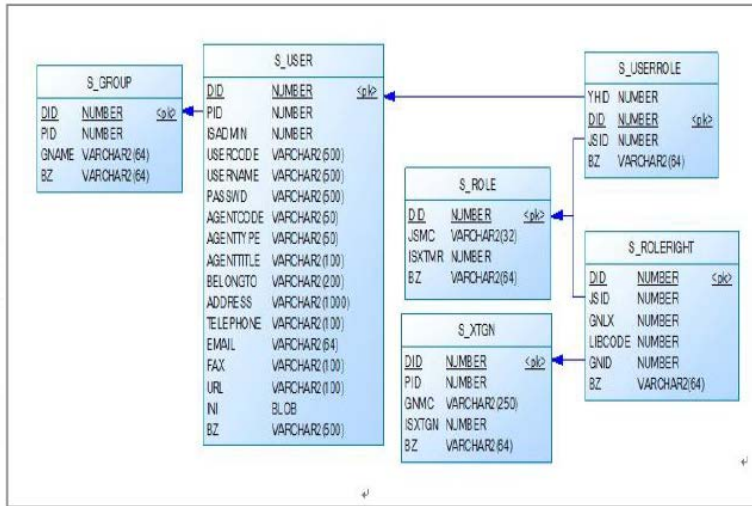 S_GROUP
DID NUMBER <pk>
PID NUMBER
GNAME VARCHAR2(64)
BZ VARCHAR2(64)
S_USER
DID NUMBER <pk>
PID NUMBER
ISADMIN NUMBER
USERCODE VARCHAR2(500)
USERNAME VARCHAR2(500)
PASSWD VARCHAR2(500)
AGENTCODE VARCHAR2(50)
AGENTTYPE VARCHAR2(50)
AGENTTITLE VARCHAR2(100)
BELONGTO VARCHAR2(200)
ADDRESS VARCHAR2(1000)
TELEPHONE VARCHAR2(100)
EMAIL VARCHAR2(64)
FAX VARCHAR2(100)
URL VARCHAR2(100)
INI BLOB
BZ VARCHAR2(500)
S_USERROLE
YHID NUMBER
DID NUMBER <pk>
JSID NUMBER
BZ VARCHAR2(64)
S_ROLE
DID NUMBER <pk>
JSMC VARCHAR2(32)
ISXTMR NUMBER
BZ VARCHAR2(64)
S_ROLERIGHT
DID NUMBER <pk>
JSID NUMBER
GNLX NUMBER
LIBCODE NUMBER
GNID NUMBER
BZ VARCHAR2(64)
S_XTGN
DID NUMBER <pk>
PID NUMBER
GNMC VARCHAR2(250)
ISXTGN NUMBER
BZ VARCHAR2(64)